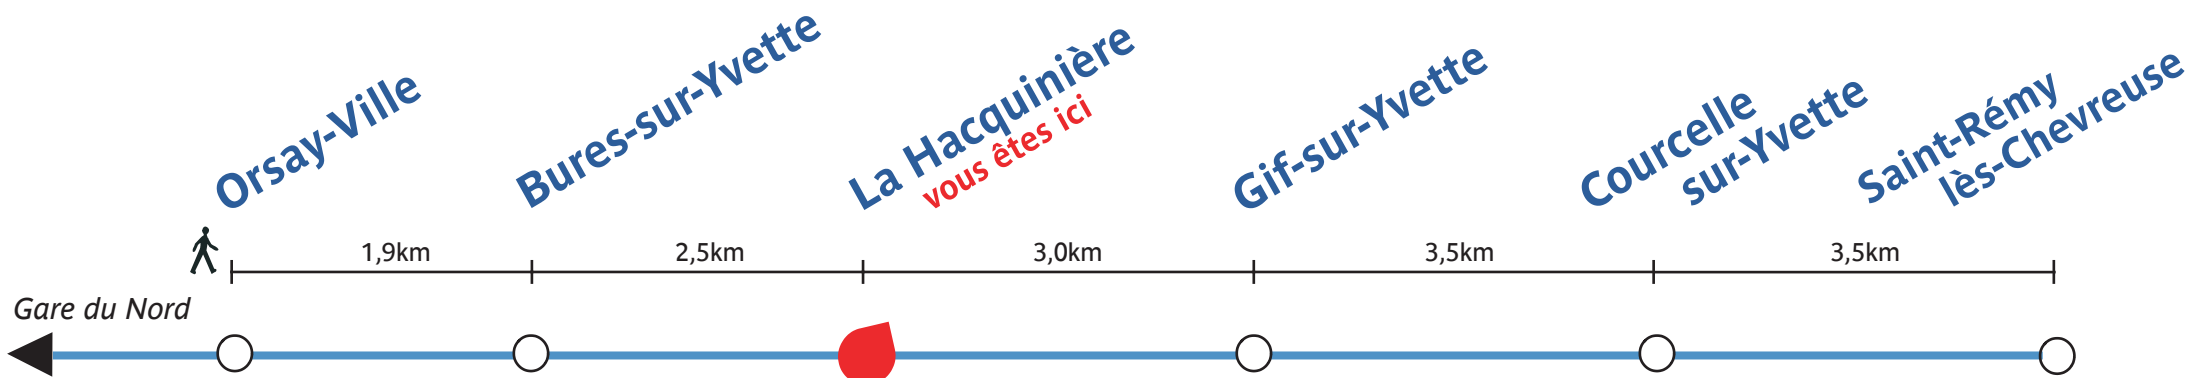 Orsay-Ville
Bures-sur-Yvette
La Hacquinière
vous êtes ici
Gif-sur-Yvette
Courcelle
sur-Yvette
Saint-Rémy
lès-Chevreuse
1,9km
2,5km
3,0km
3,5km
3,5km
Gare du Nord